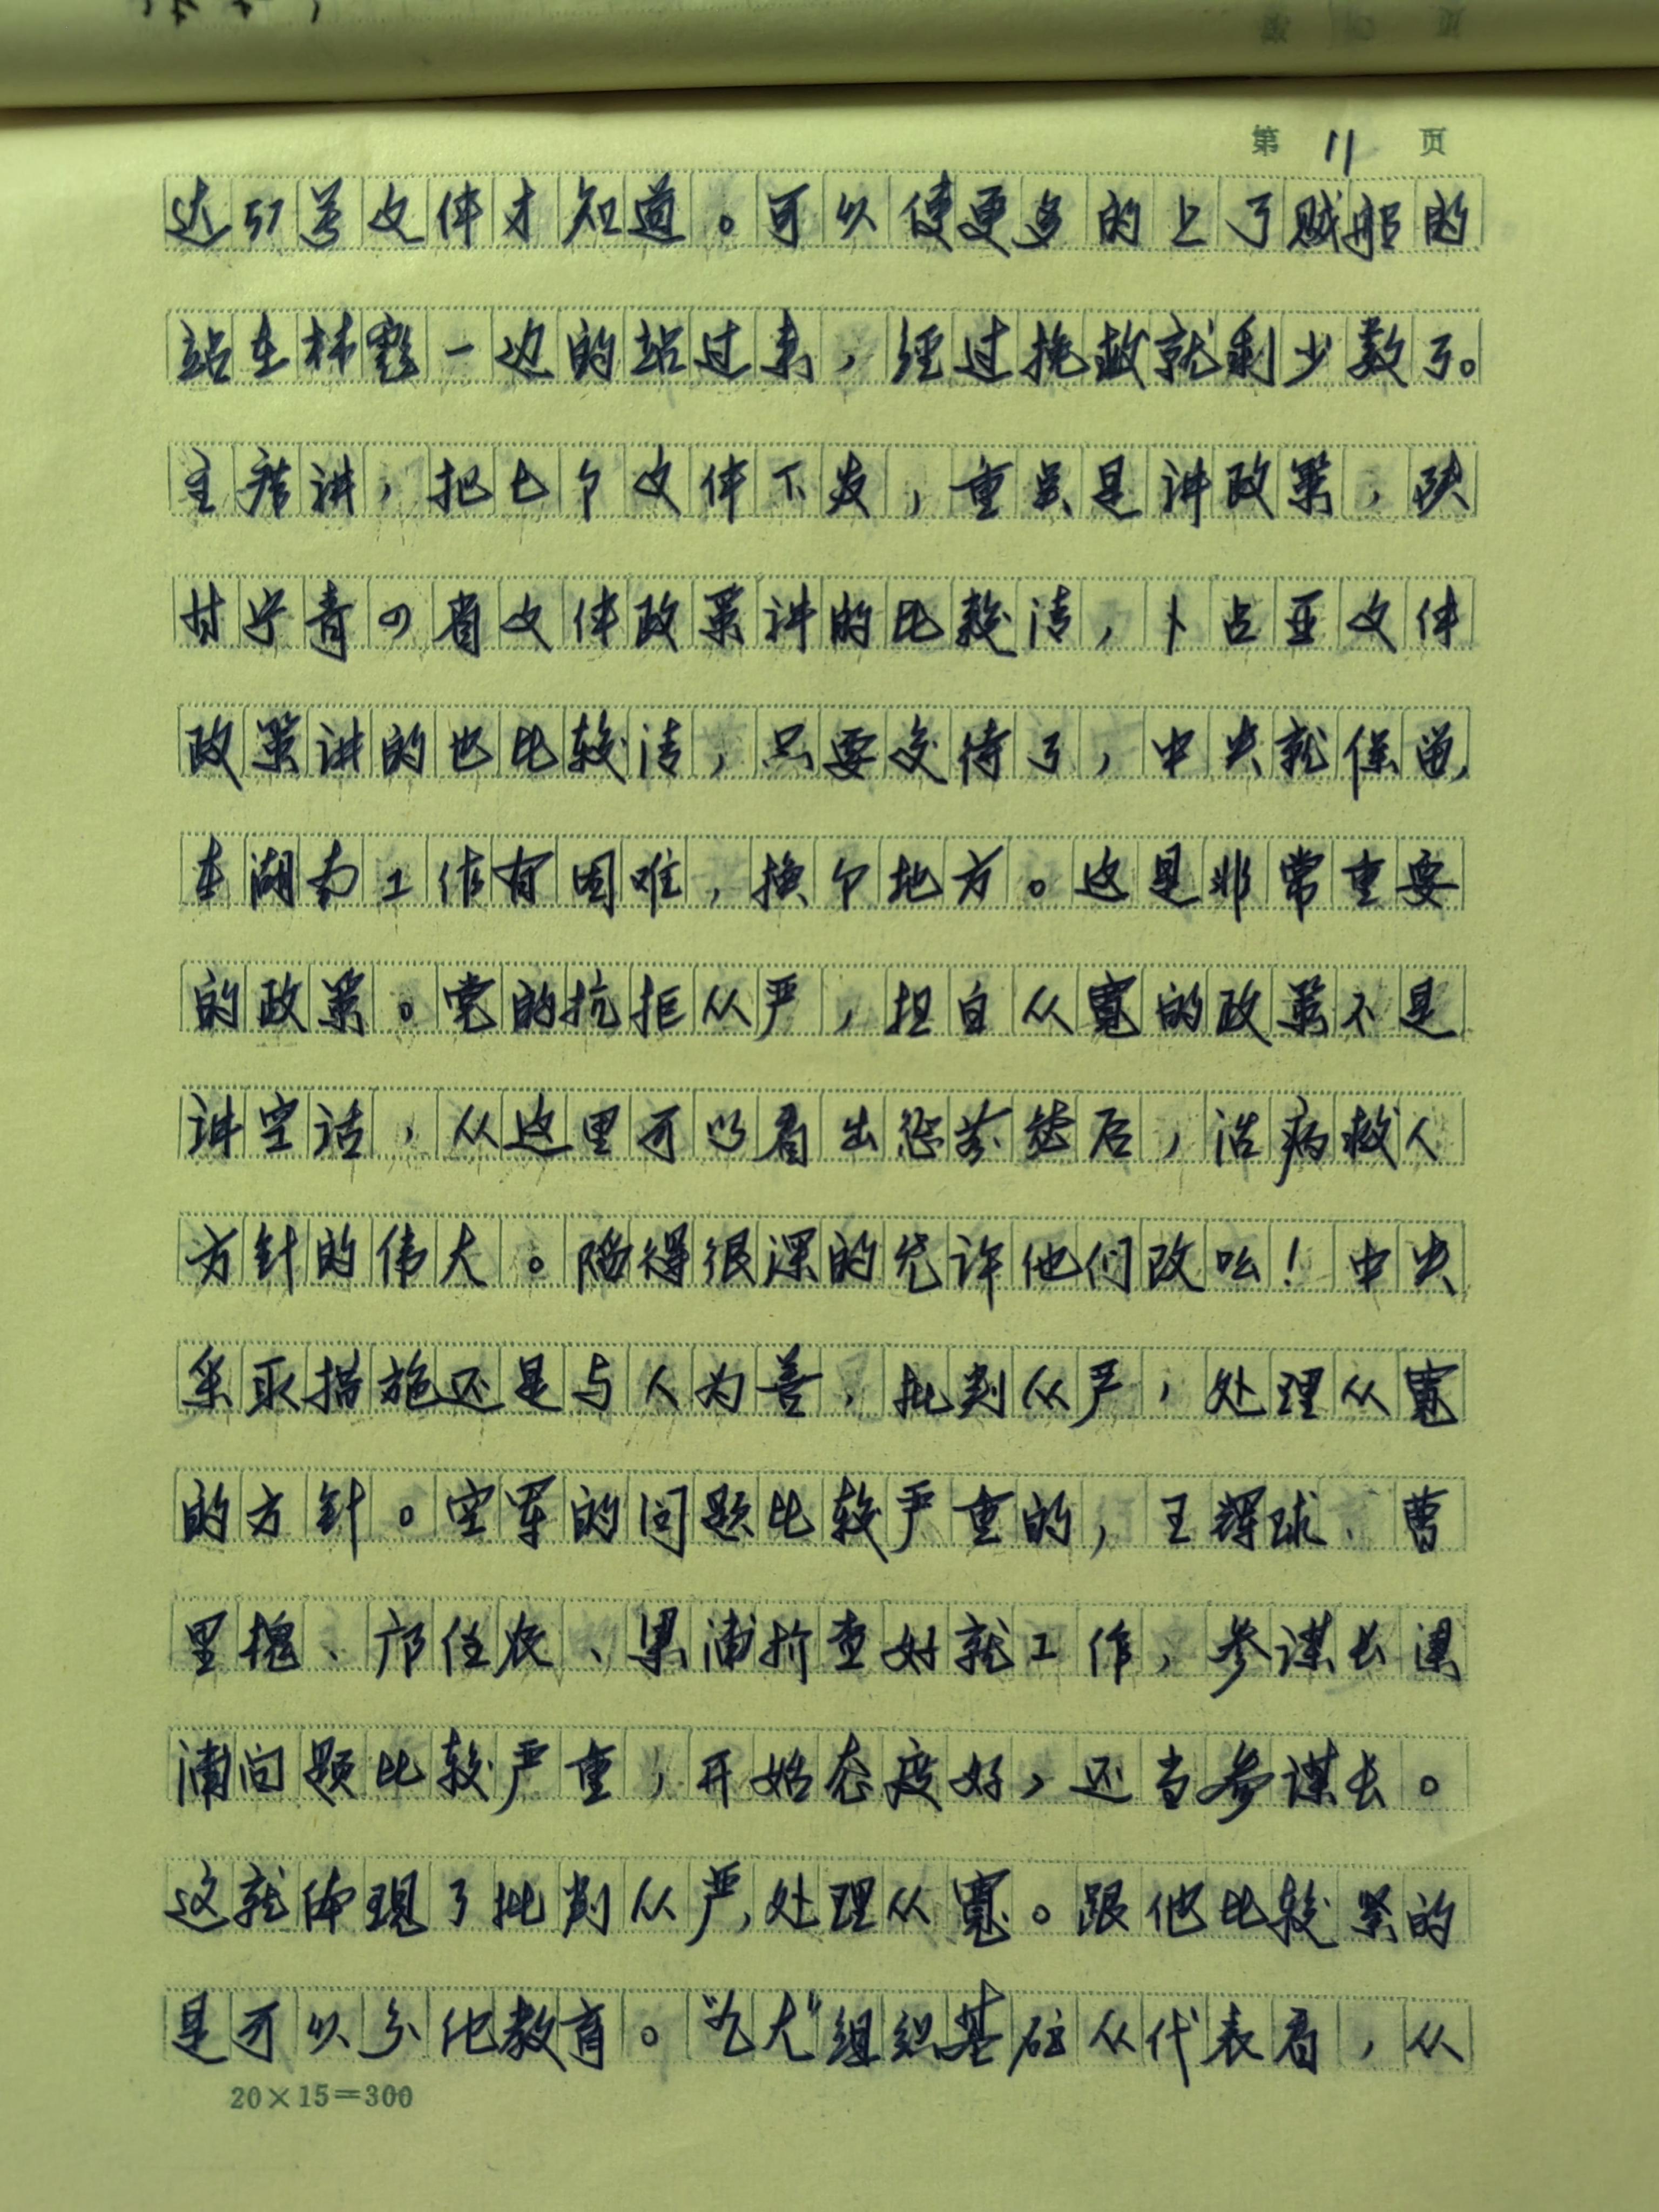 第 11 页
达57号文件才知道。可以使更多的上了贼船的
站在林彪一边的站过来，经过挽救就剩少数了。
主席讲，把七个文件下发，重点是讲政策，陕
甘宁青四省文件政策讲的比较清，卜占亚文件
政策讲的也比较清，只要交待了，中央就保留，
在湖南工作有困难，换个地方。这是非常重要
的政策。党的抗拒从严，坦白从宽的政策不是
讲空话，从这里可以看出惩前毖后，治病救人
方针的伟大。陷得很深的允许他们改吆！中央
采取措施还是与人为善，批判从严，处理从宽
的方针。空军的问题比较严重的，王辉球、曹
里槐、邝任农、梁浦折查好就工作，参谋长梁
浦问题比较严重，开始态度好，还当参谋长。
这就体现了批判从严，处理从宽。跟他比较紧的
是可以分化教育。“九大”组织基础从代表看，从
20×15=300